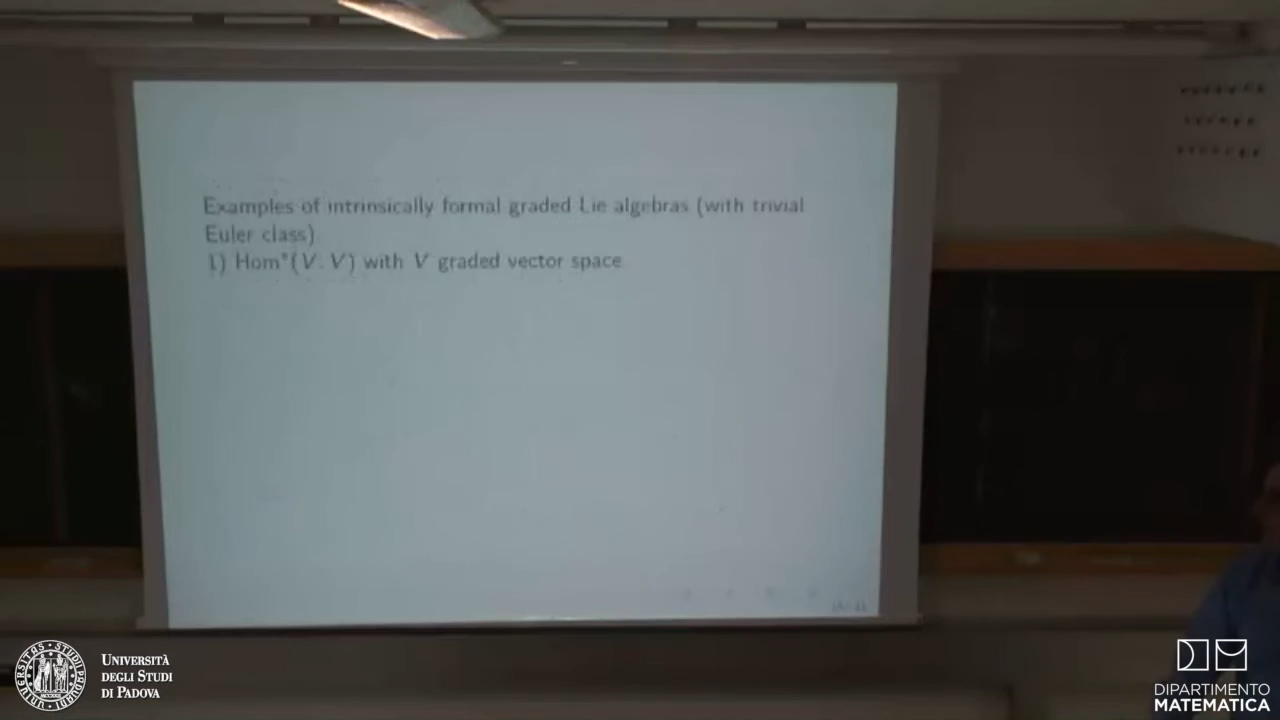 Examples of intrinsically formal graded Lie algebras (with trivial
Euler class)
1) Hom*(V, V) with V graded vector space
UNIVERSITÀ
DEGLI STUDI
DI PADOVA
DIPARTIMENTO
MATEMATICA